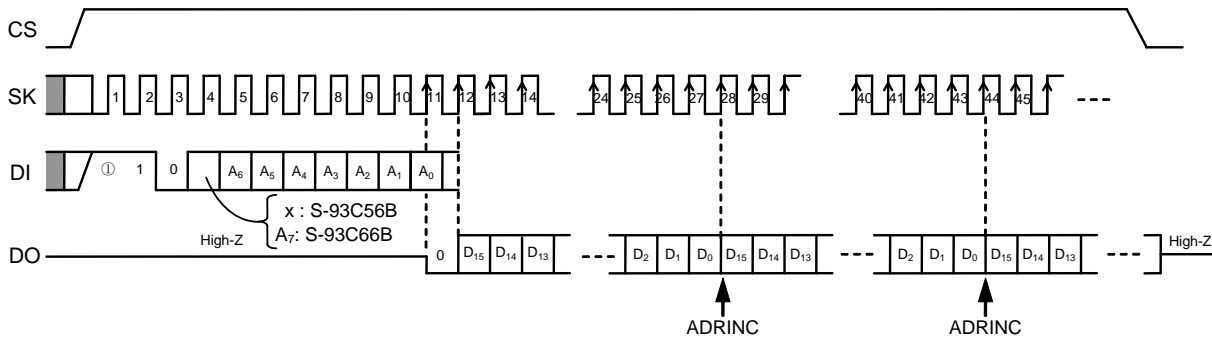 CS
SK 1 2 3 4 5 6 7 8 9 10 11 12 13 14 24 25 26 27 28 29 40 41 42 43 44 45
DI ① 1 0 A₆ A₅ A₄ A₃ A₂ A₁ A₀
x : S-93C56B
A₇: S-93C66B
High-Z
High-Z
DO 0 D₁₅ D₁₄ D₁₃ D₂ D₁ D₀ D₁₅ D₁₄ D₁₃ D₂ D₁ D₀ D₁₅ D₁₄ D₁₃
ADRINC ADRINC